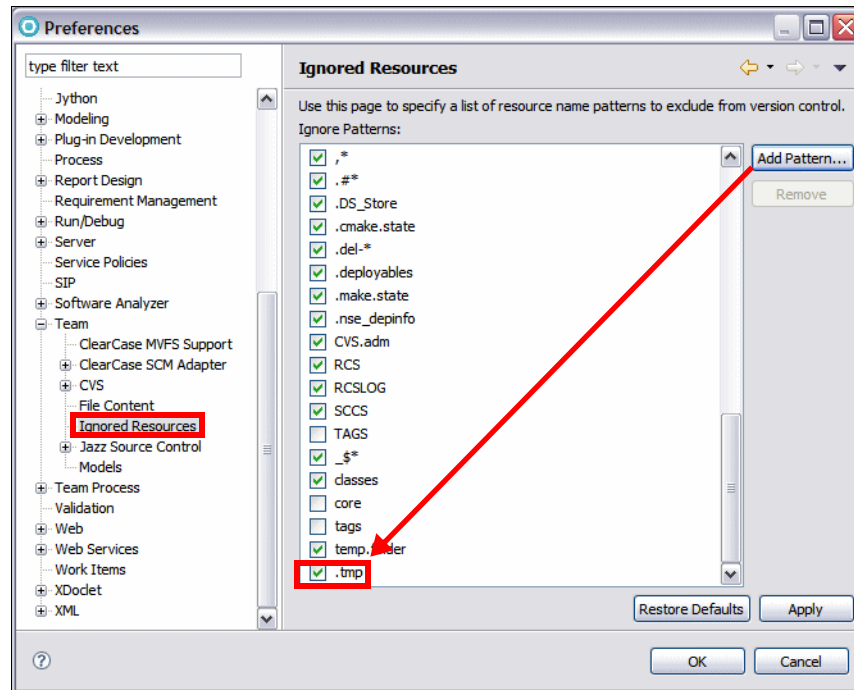 Preferences
type filter text
Jython
Modeling
Plug-in Development
Process
Report Design
Requirement Management
Run/Debug
Server
Service Policies
SIP
Software Analyzer
Team
ClearCase MVFS Support
ClearCase SCM Adapter
CVS
File Content
Ignored Resources
Jazz Source Control
Models
Team Process
Validation
Web
Web Services
Work Items
XDoclet
XML
Ignored Resources
Use this page to specify a list of resource name patterns to exclude from version control.
Ignore Patterns:
,*
.#*
.DS_Store
.cmake.state
.del-*
.deployables
.make.state
.nse_depinfo
CVS.adm
RCS
RCSLOG
SCCS
TAGS
_$*
classes
core
tags
.tmp
Add Pattern...
Remove
Restore Defaults
Apply
?
OK
Cancel